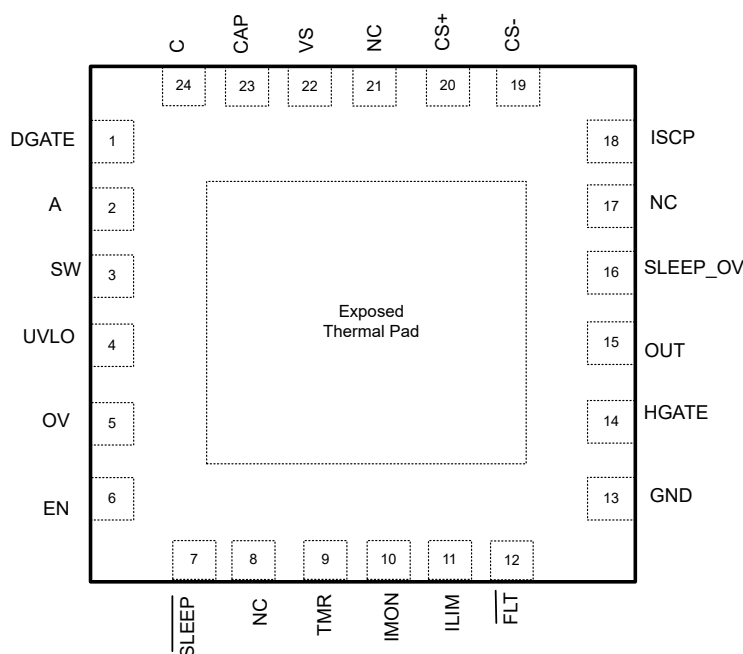 C CAP VS NC CS+ CS-
24 23 22 21 20 19
DGATE 1 18 ISCP
A 2 17 NC
SW 3 16 SLEEP_OV
Exposed
Thermal Pad
UVLO 4 15 OUT
OV 5 14 HGATE
EN 6 13 GND
7 8 9 10 11 12
SLEEP NC TMR IMON ILIM FLT